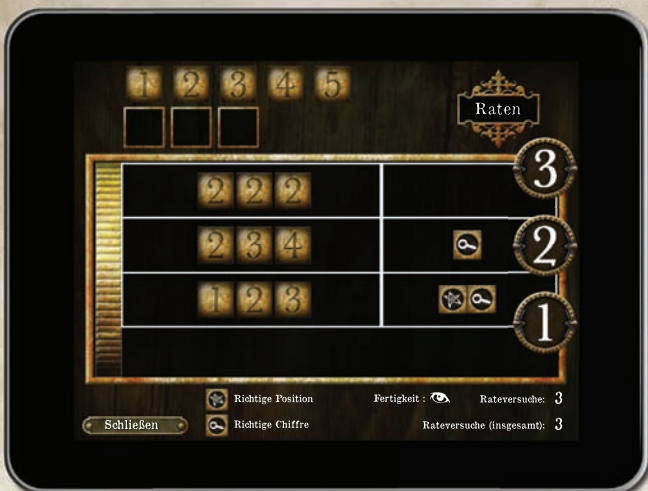 1 2 3 4 5
Raten
2 2 2
3
2 3 4
2
1 2 3
1
Richtige Position
Fertigkeit :
Rateversuche: 3
Schließen
Richtige Chiffre
Rateversuche (insgesamt): 3